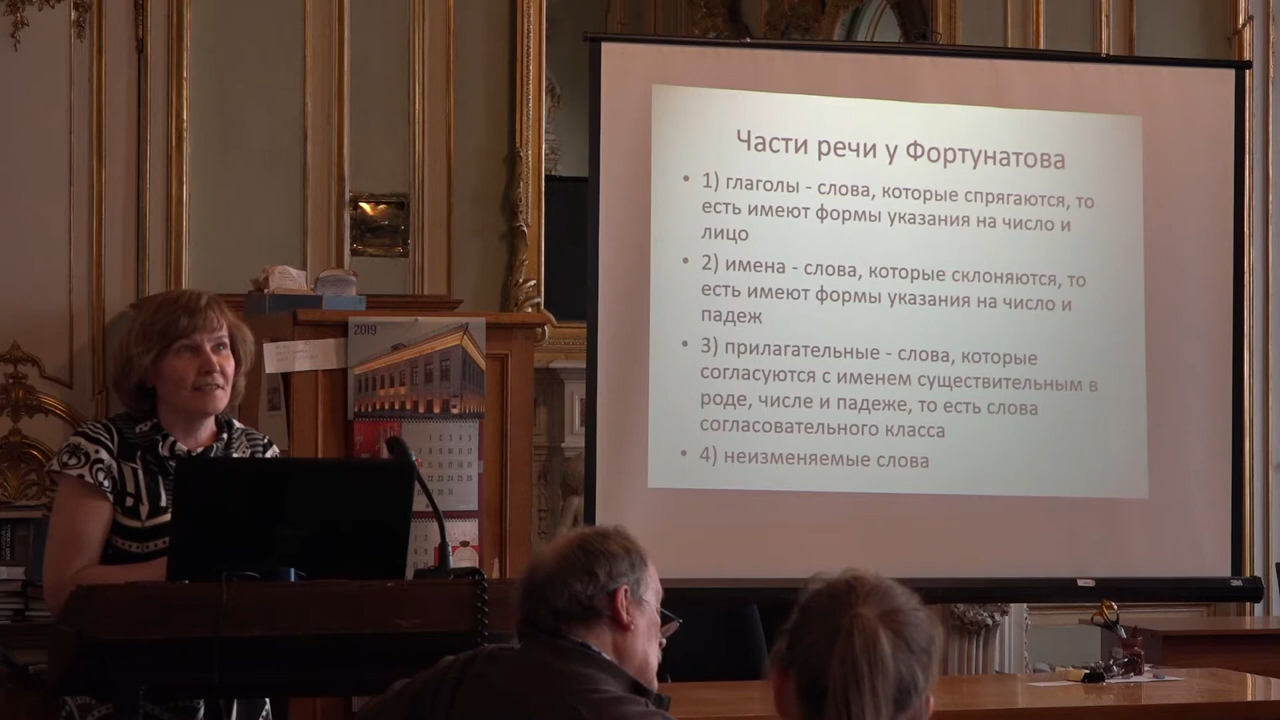 Части речи у Фортунатова
• 1) глаголы - слова, которые спрягаются, то
есть имеют формы указания на число и
лицо
• 2) имена - слова, которые склоняются, то
есть имеют формы указания на число и
падеж
• 3) прилагательные - слова, которые
согласуются с именем существительным в
роде, числе и падеже, то есть слова
согласовательного класса
• 4) неизменяемые слова
2019
3M